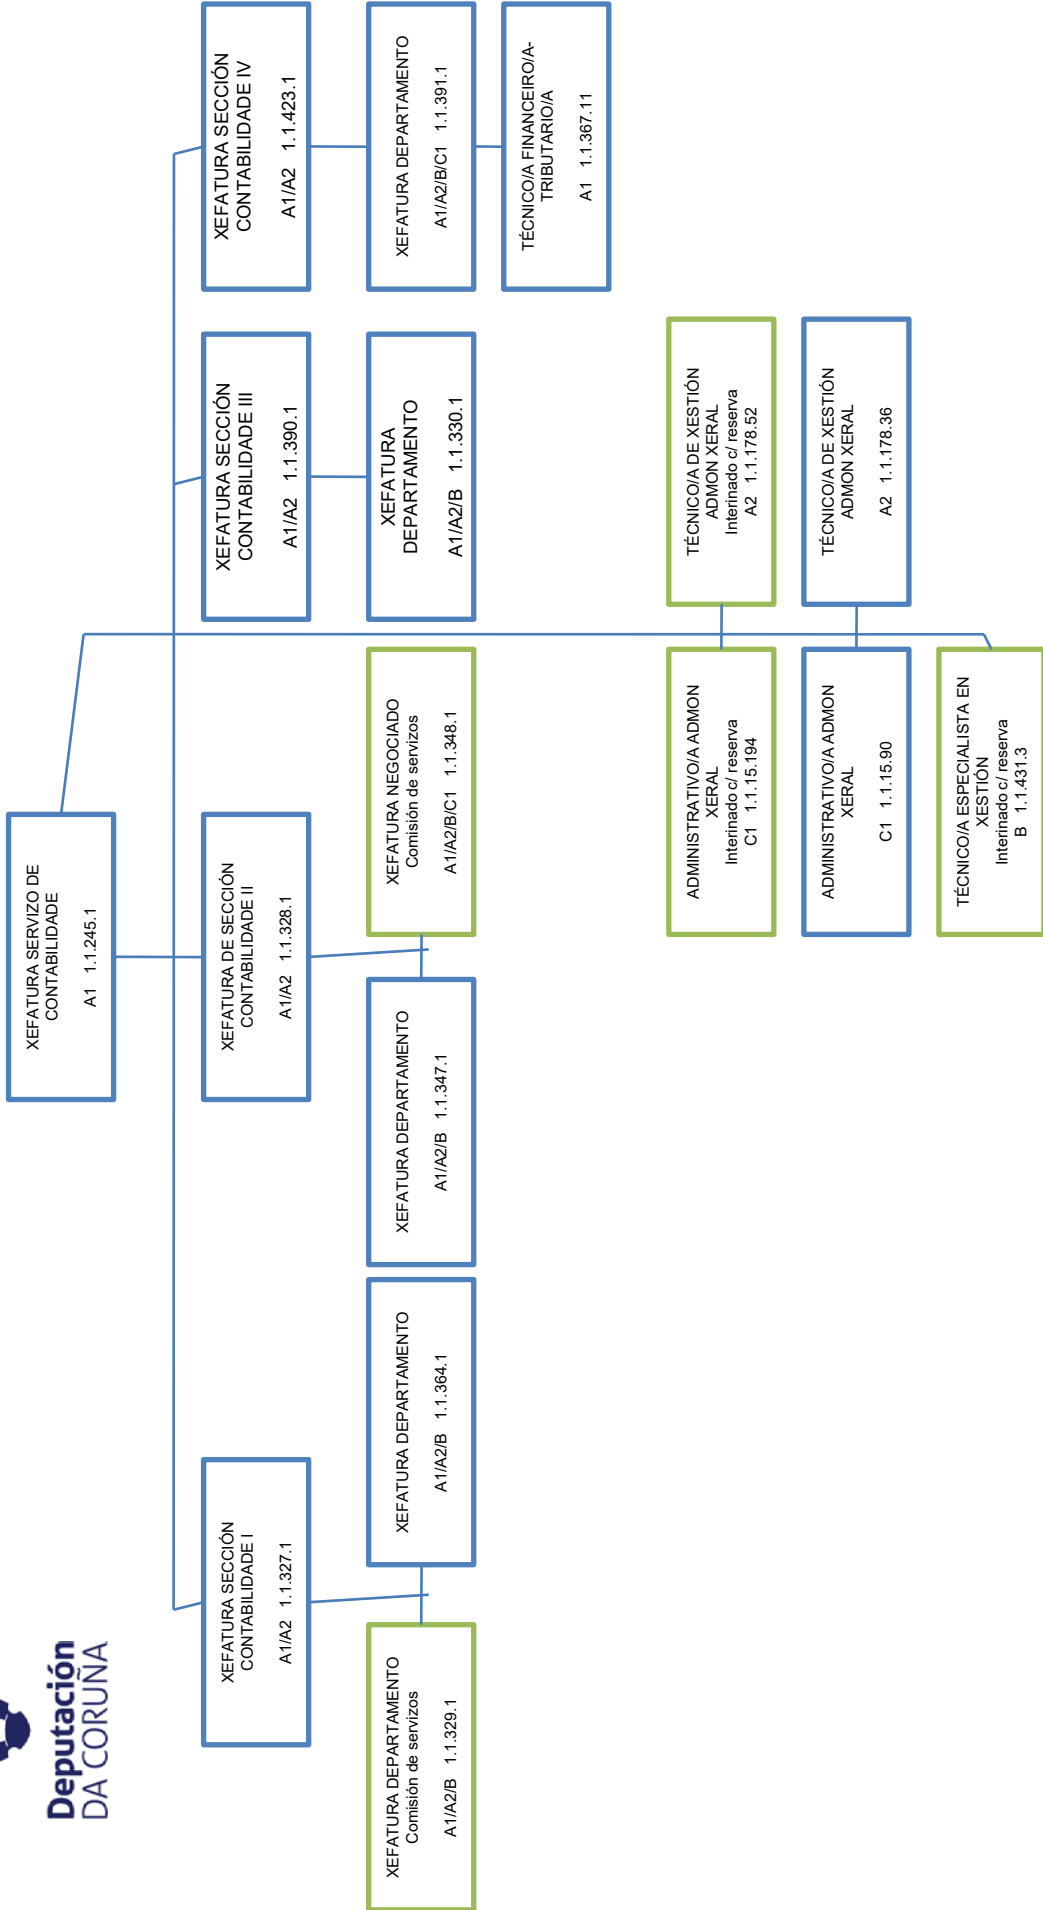 Deputación
DA CORUÑA
XEFATURA SERVIZO DE
CONTABILIDADE
A1 1.1.245.1
XEFATURA SECCIÓN
CONTABILIDADE I
A1/A2 1.1.327.1
XEFATURA DE SECCIÓN
CONTABILIDADE II
A1/A2 1.1.328.1
XEFATURA SECCIÓN
CONTABILIDADE III
A1/A2 1.1.390.1
XEFATURA SECCIÓN
CONTABILIDADE IV
A1/A2 1.1.423.1
XEFATURA DEPARTAMENTO
Comisión de servizos
A1/A2/B 1.1.329.1
XEFATURA DEPARTAMENTO
A1/A2/B 1.1.364.1
XEFATURA DEPARTAMENTO
A1/A2/B 1.1.347.1
XEFATURA NEGOCIADO
Comisión de servizos
A1/A2/B/C1 1.1.348.1
XEFATURA
DEPARTAMENTO
A1/A2/B 1.1.330.1
XEFATURA DEPARTAMENTO
A1/A2/B/C1 1.1.391.1
TÉCNICO/A FINANCEIRO/A-
TRIBUTARIO/A
A1 1.1.367.11
ADMINISTRATIVO/A ADMON
XERAL
Interinado c/ reserva
C1 1.1.15.194
TÉCNICO/A DE XESTIÓN
ADMON XERAL
Interinado c/ reserva
A2 1.1.178.52
ADMINISTRATIVO/A ADMON
XERAL
C1 1.1.15.90
TÉCNICO/A DE XESTIÓN
ADMON XERAL
A2 1.1.178.36
TÉCNICO/A ESPECIALISTA EN
XESTIÓN
Interinado c/ reserva
B 1.1.431.3